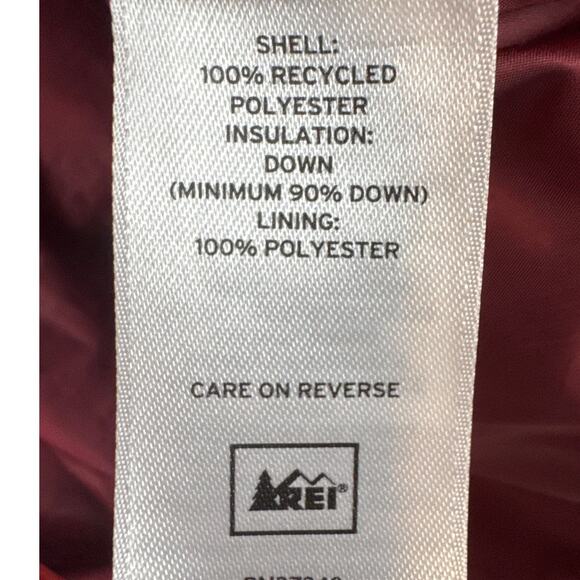 SHELL:
100% RECYCLED
POLYESTER
INSULATION:
DOWN
(MINIMUM 90% DOWN)
LINING:
100% POLYESTER
CARE ON REVERSE
REI®